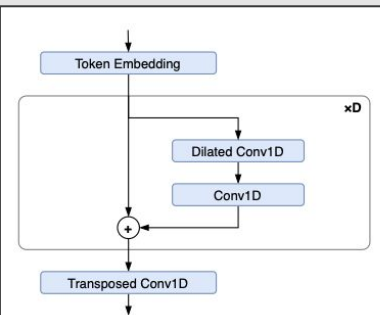 Token Embedding
×D
Dilated Conv1D
Conv1D
+
Transposed Conv1D